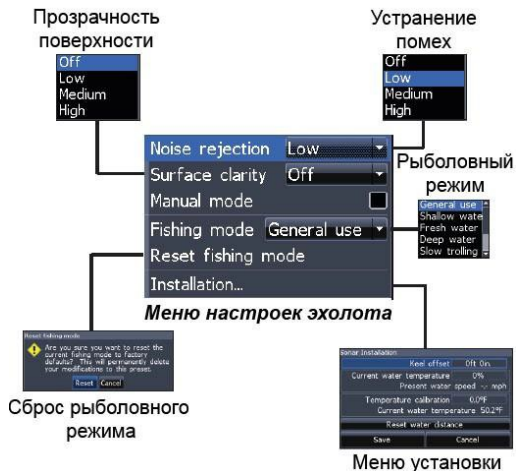 Прозрачность
поверхности
Off
Low
Medium
High
Устранение
помех
Off
Low
Medium
High
Noise rejection Low
Surface clarity Off
Manual mode
Fishing mode General use
Reset fishing mode
Installation...
Меню настроек эхолота
Рыболовный
режим
General use
Shallow wate
Fresh water
Deep water
Slow trolling
Reset fishing mode
Are you sure you want to reset the
current fishing mode to factory
defaults? This will permanently delete
your modifications to this preset.
Reset Cancel
Сброс рыболовного
режима
Sonar Installation
Keel offset 0ft 0in.
Current water temperature 0%
Present water speed mph
Temperature calibration 0.0°F
Current water temperature 50.2°F
Reset water distance
Save Cancel
Меню установки